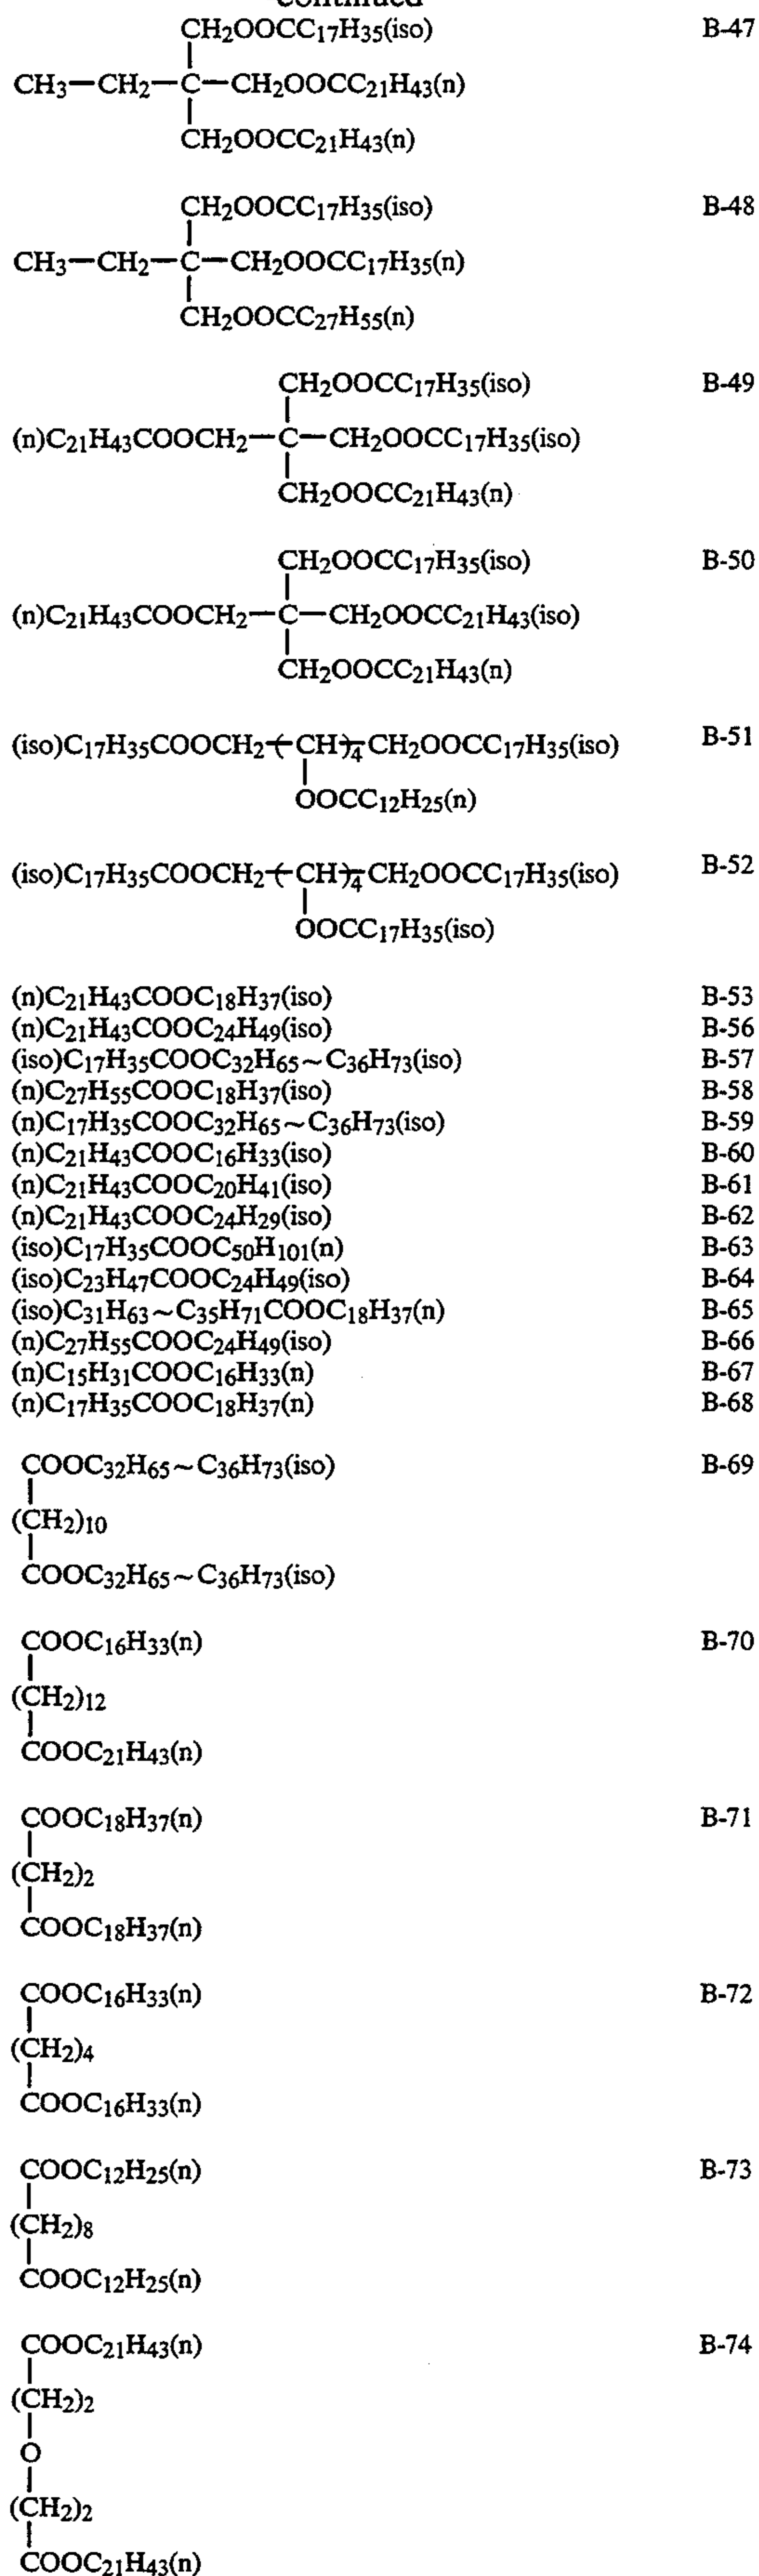 continued
CH2OOCC17H35(iso) B-47
CH3—CH2—C—CH2OOCC21H43(n)
CH2OOCC21H43(n)
CH2OOCC17H35(iso) B-48
CH3—CH2—C—CH2OOCC17H35(n)
CH2OOCC27H55(n)
CH2OOCC17H35(iso) B-49
(n)C21H43COOCH2—C—CH2OOCC17H35(iso)
CH2OOCC21H43(n)
CH2OOCC17H35(iso) B-50
(n)C21H43COOCH2—C—CH2OOCC21H43(iso)
CH2OOCC21H43(n)
(iso)C17H35COOCH2—(CH)4—CH2OOCC17H35(iso) B-51
OOCC12H25(n)
(iso)C17H35COOCH2—(CH)4—CH2OOCC17H35(iso) B-52
OOCC17H35(iso)
(n)C21H43COOC18H37(iso) B-53
(n)C21H43COOC24H49(iso) B-56
(iso)C17H35COOC32H65~C36H73(iso) B-57
(n)C27H55COOC18H37(iso) B-58
(n)C17H35COOC32H65~C36H73(iso) B-59
(n)C21H43COOC16H33(iso) B-60
(n)C21H43COOC20H41(iso) B-61
(n)C21H43COOC24H29(iso) B-62
(iso)C17H35COOC50H101(n) B-63
(iso)C23H47COOC24H49(iso) B-64
(iso)C31H63~C35H71COOC18H37(n) B-65
(n)C27H55COOC24H49(iso) B-66
(n)C15H31COOC16H33(n) B-67
(n)C17H35COOC18H37(n) B-68
COOC32H65~C36H73(iso) B-69
(CH2)10
COOC32H65~C36H73(iso)
COOC16H33(n) B-70
(CH2)12
COOC21H43(n)
COOC18H37(n) B-71
(CH2)2
COOC18H37(n)
COOC16H33(n) B-72
(CH2)4
COOC16H33(n)
COOC12H25(n) B-73
(CH2)8
COOC12H25(n)
COOC21H43(n) B-74
(CH2)2
O
(CH2)2
COOC21H43(n)